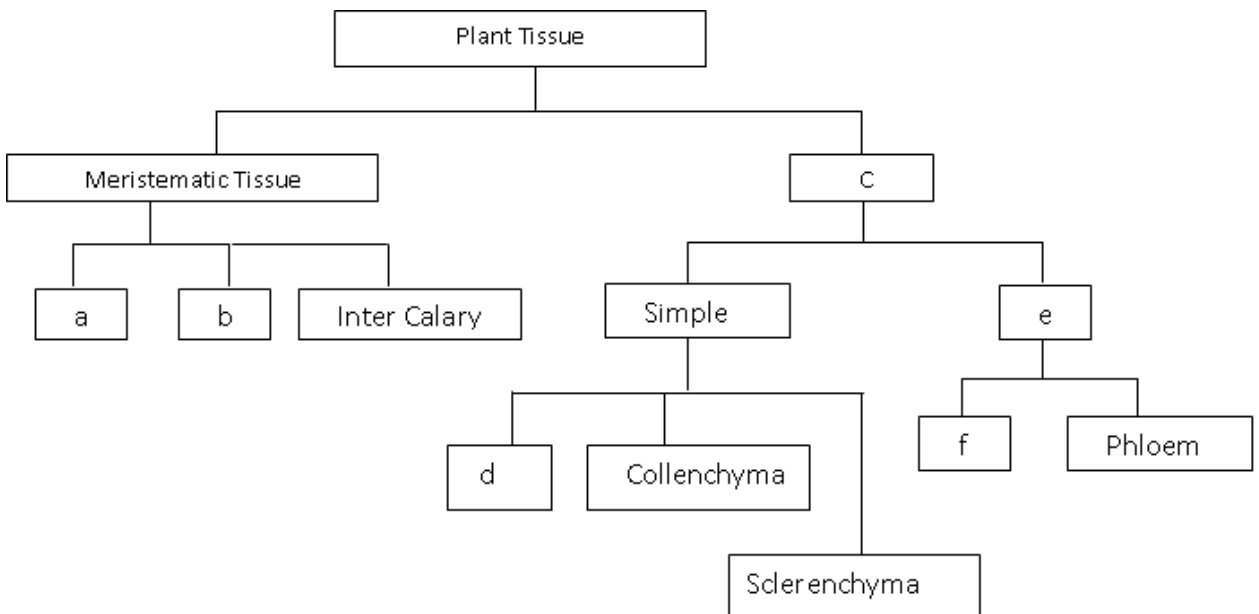 Plant Tissue
Meristematic Tissue
C
a
b
Inter Calary
Simple
e
d
Collenchyma
f
Phloem
Sclerenchyma